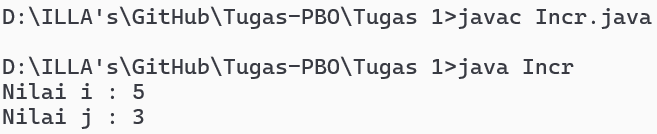 D:\ILLA's\GitHub\Tugas-PBO\Tugas 1>javac Incr.java
D:\ILLA's\GitHub\Tugas-PBO\Tugas 1>java Incr
Nilai i : 5
Nilai j : 3